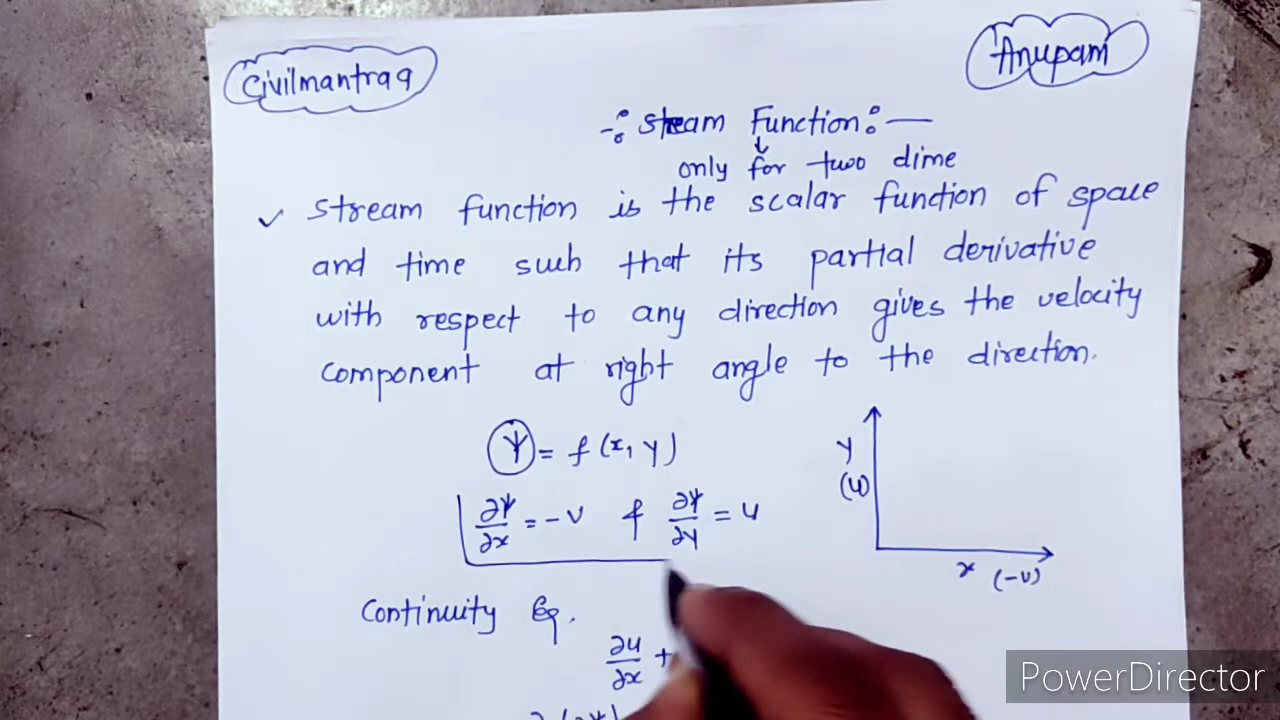 Civilmantra9
Anupam
-: Stream Function :-
only for two dime
✓ Stream function is the scalar function of space
and time such that its partial derivative
with respect to any direction gives the velocity
component at right angle to the direction.
Ψ = f(x, y)
∂Ψ/∂x = -v & ∂Ψ/∂y = u
y
(u)
x (-v)
Continuity Eq.
∂u/∂x +
PowerDirector